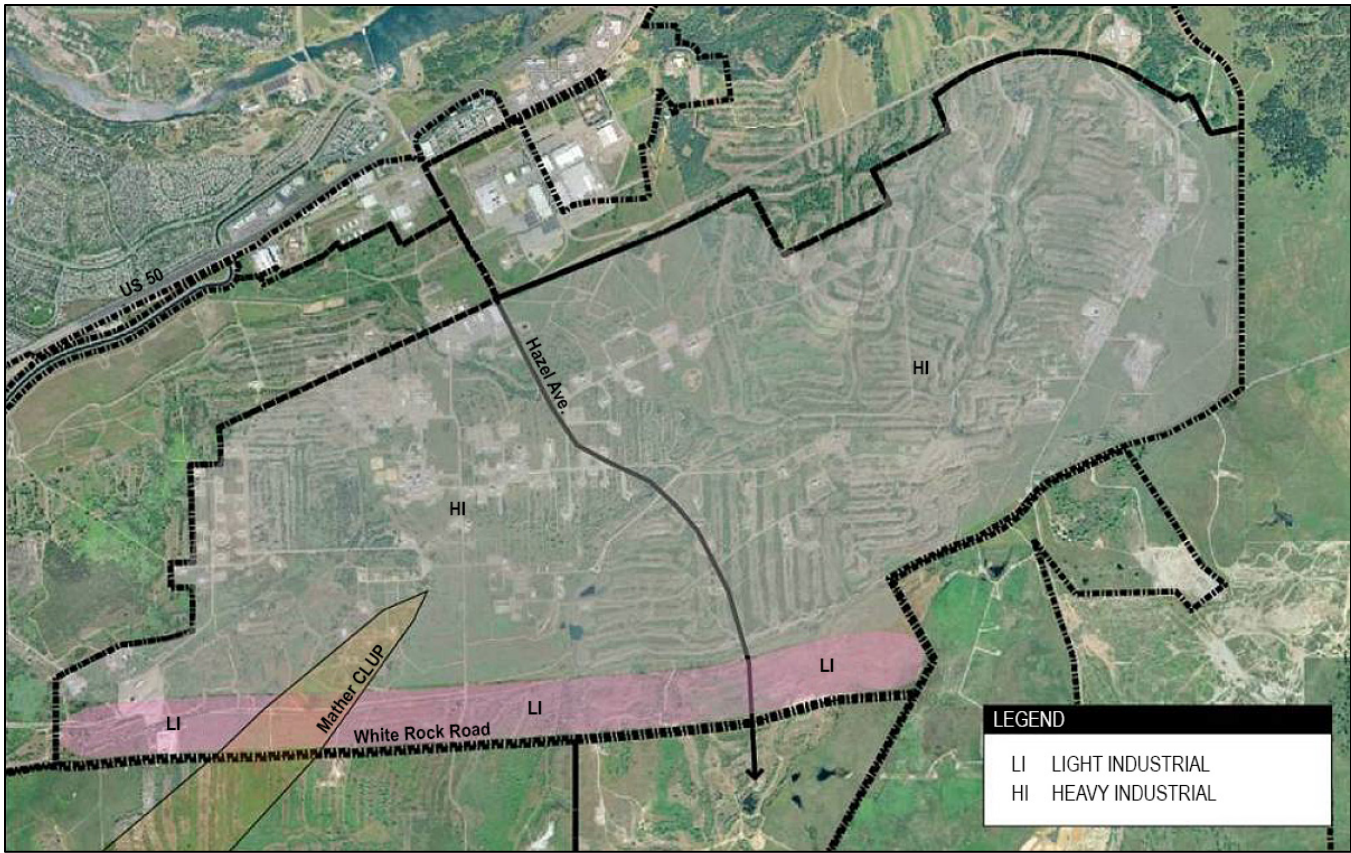 US 50
Hazel Ave.
HI
HI
Mather CLUP
LI
LI
LI
White Rock Road
LEGEND
LI LIGHT INDUSTRIAL
HI HEAVY INDUSTRIAL